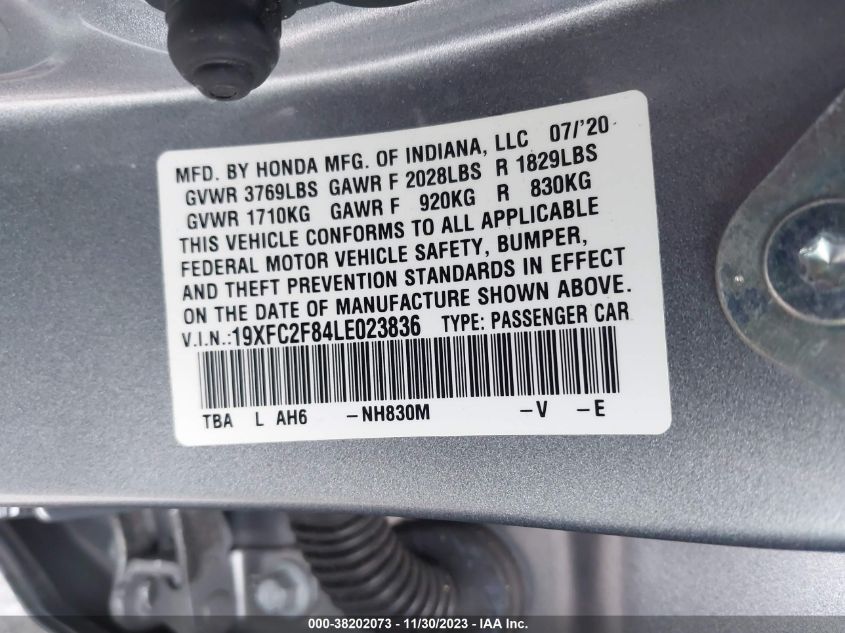 MFD. BY HONDA MFG. OF INDIANA, LLC 07/'20
GVWR 3769LBS GAWR F 2028LBS R 1829LBS
GVWR 1710KG GAWR F 920KG R 830KG
THIS VEHICLE CONFORMS TO ALL APPLICABLE
FEDERAL MOTOR VEHICLE SAFETY, BUMPER,
AND THEFT PREVENTION STANDARDS IN EFFECT
ON THE DATE OF MANUFACTURE SHOWN ABOVE.
V.I.N.:19XFC2F84LE023836 TYPE: PASSENGER CAR
TBA L AH6 –NH830M –V –E
000-38202073 - 11/30/2023 - IAA Inc.